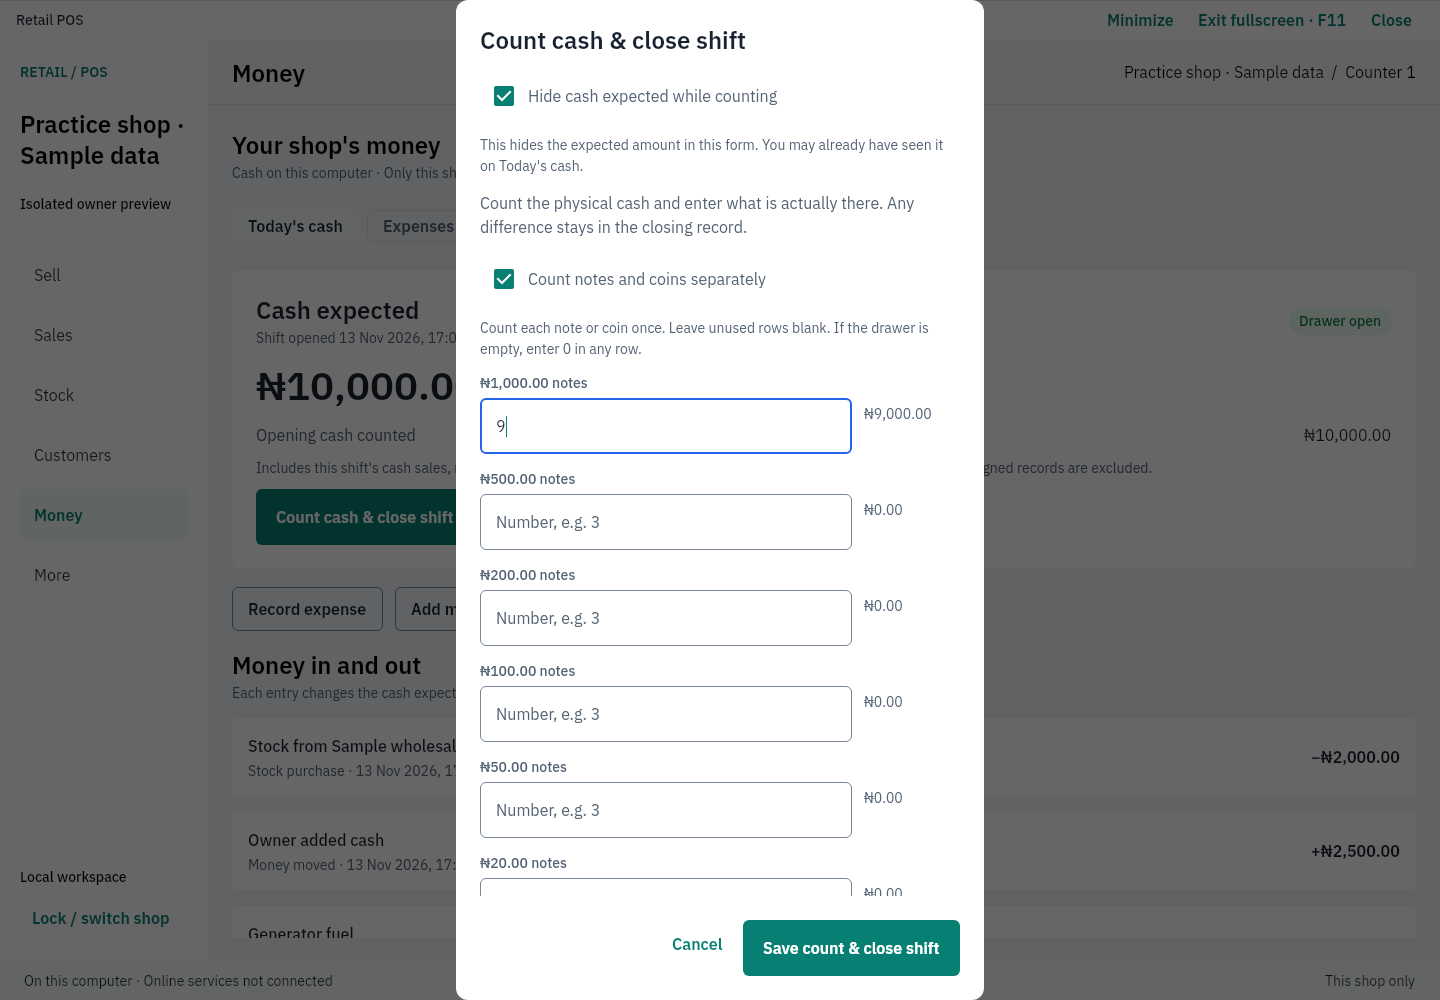 Retail POS
Minimize
Exit fullscreen · F11
Close
RETAIL / POS
Practice shop ·
Sample data
Isolated owner preview
Sell
Sales
Stock
Customers
Money
More
Local workspace
Lock / switch shop
Money
Practice shop · Sample data / Counter 1
Your shop's money
Cash on this computer · Only this sh
Today's cash
Expenses
Cash expected
Shift opened 13 Nov 2026, 17:0
Drawer open
₦10,000.0
Opening cash counted
₦10,000.00
Includes this shift's cash sales,
gned records are excluded.
Count cash & close shift
Record expense
Add m
Money in and out
Each entry changes the cash expect
Stock from Sample wholesal
Stock purchase · 13 Nov 2026, 17
−₦2,000.00
Owner added cash
Money moved · 13 Nov 2026, 17:
+₦2,500.00
Generator fuel
Count cash & close shift
Hide cash expected while counting
This hides the expected amount in this form. You may already have seen it
on Today's cash.
Count the physical cash and enter what is actually there. Any
difference stays in the closing record.
Count notes and coins separately
Count each note or coin once. Leave unused rows blank. If the drawer is
empty, enter 0 in any row.
₦1,000.00 notes
9
₦9,000.00
₦500.00 notes
Number, e.g. 3
₦0.00
₦200.00 notes
Number, e.g. 3
₦0.00
₦100.00 notes
Number, e.g. 3
₦0.00
₦50.00 notes
Number, e.g. 3
₦0.00
₦20.00 notes
₦0.00
Cancel
Save count & close shift
On this computer · Online services not connected
This shop only